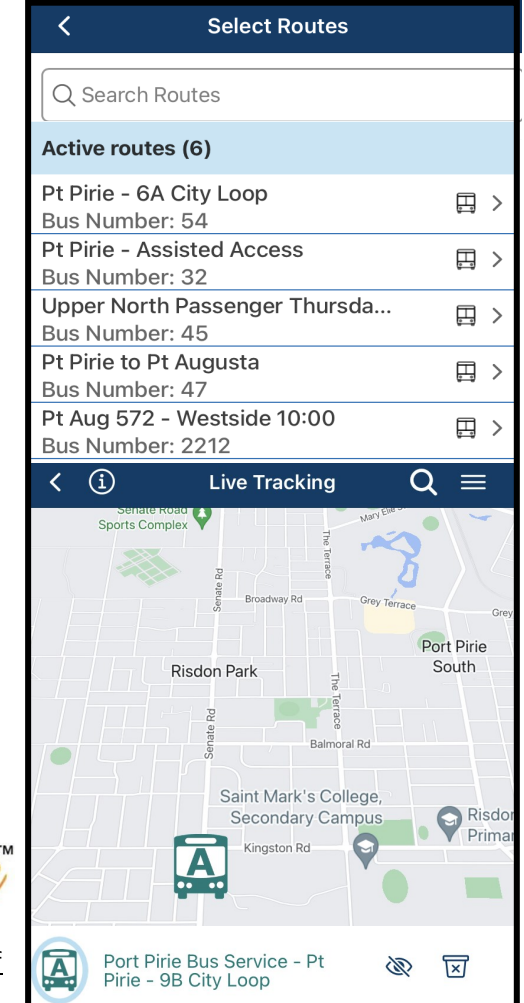 Select Routes
Search Routes
Active routes (6)
Pt Pirie - 6A City Loop
Bus Number: 54
Pt Pirie - Assisted Access
Bus Number: 32
Upper North Passenger Thursda...
Bus Number: 45
Pt Pirie to Pt Augusta
Bus Number: 47
Pt Aug 572 - Westside 10:00
Bus Number: 2212
Live Tracking
Senate Road
Sports Complex
Mary Elie S
The Terrace
Senate Rd
Broadway Rd
Grey Terrace
Grey
Port Pirie
South
Risdon Park
The Terrace
Senate Rd
Balmoral Rd
Saint Mark's College,
Secondary Campus
Risdon
Primar
Kingston Rd
A
TM
A
Port Pirie Bus Service - Pt
Pirie - 9B City Loop